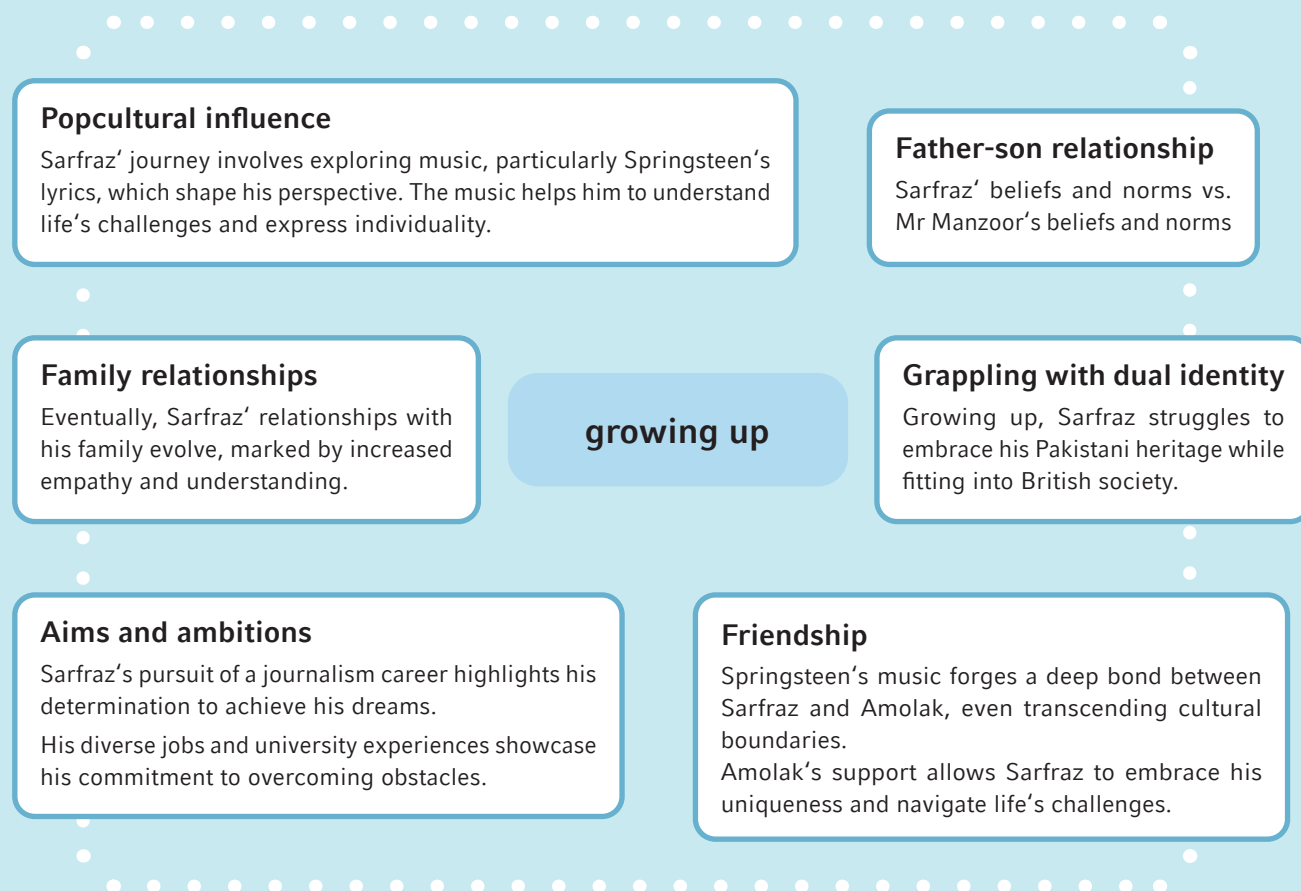 Popcultural influence
Sarfraz‘ journey involves exploring music, particularly Springsteen‘s
lyrics, which shape his perspective. The music helps him to understand
life‘s challenges and express individuality.
Father-son relationship
Sarfraz‘ beliefs and norms vs.
Mr Manzoor‘s beliefs and norms
Family relationships
Eventually, Sarfraz‘ relationships with
his family evolve, marked by increased
empathy and understanding.
growing up
Grappling with dual identity
Growing up, Sarfraz struggles to
embrace his Pakistani heritage while
fitting into British society.
Aims and ambitions
Sarfraz‘s pursuit of a journalism career highlights his
determination to achieve his dreams.
His diverse jobs and university experiences showcase
his commitment to overcoming obstacles.
Friendship
Springsteen‘s music forges a deep bond between
Sarfraz and Amolak, even transcending cultural
boundaries.
Amolak‘s support allows Sarfraz to embrace his
uniqueness and navigate life‘s challenges.